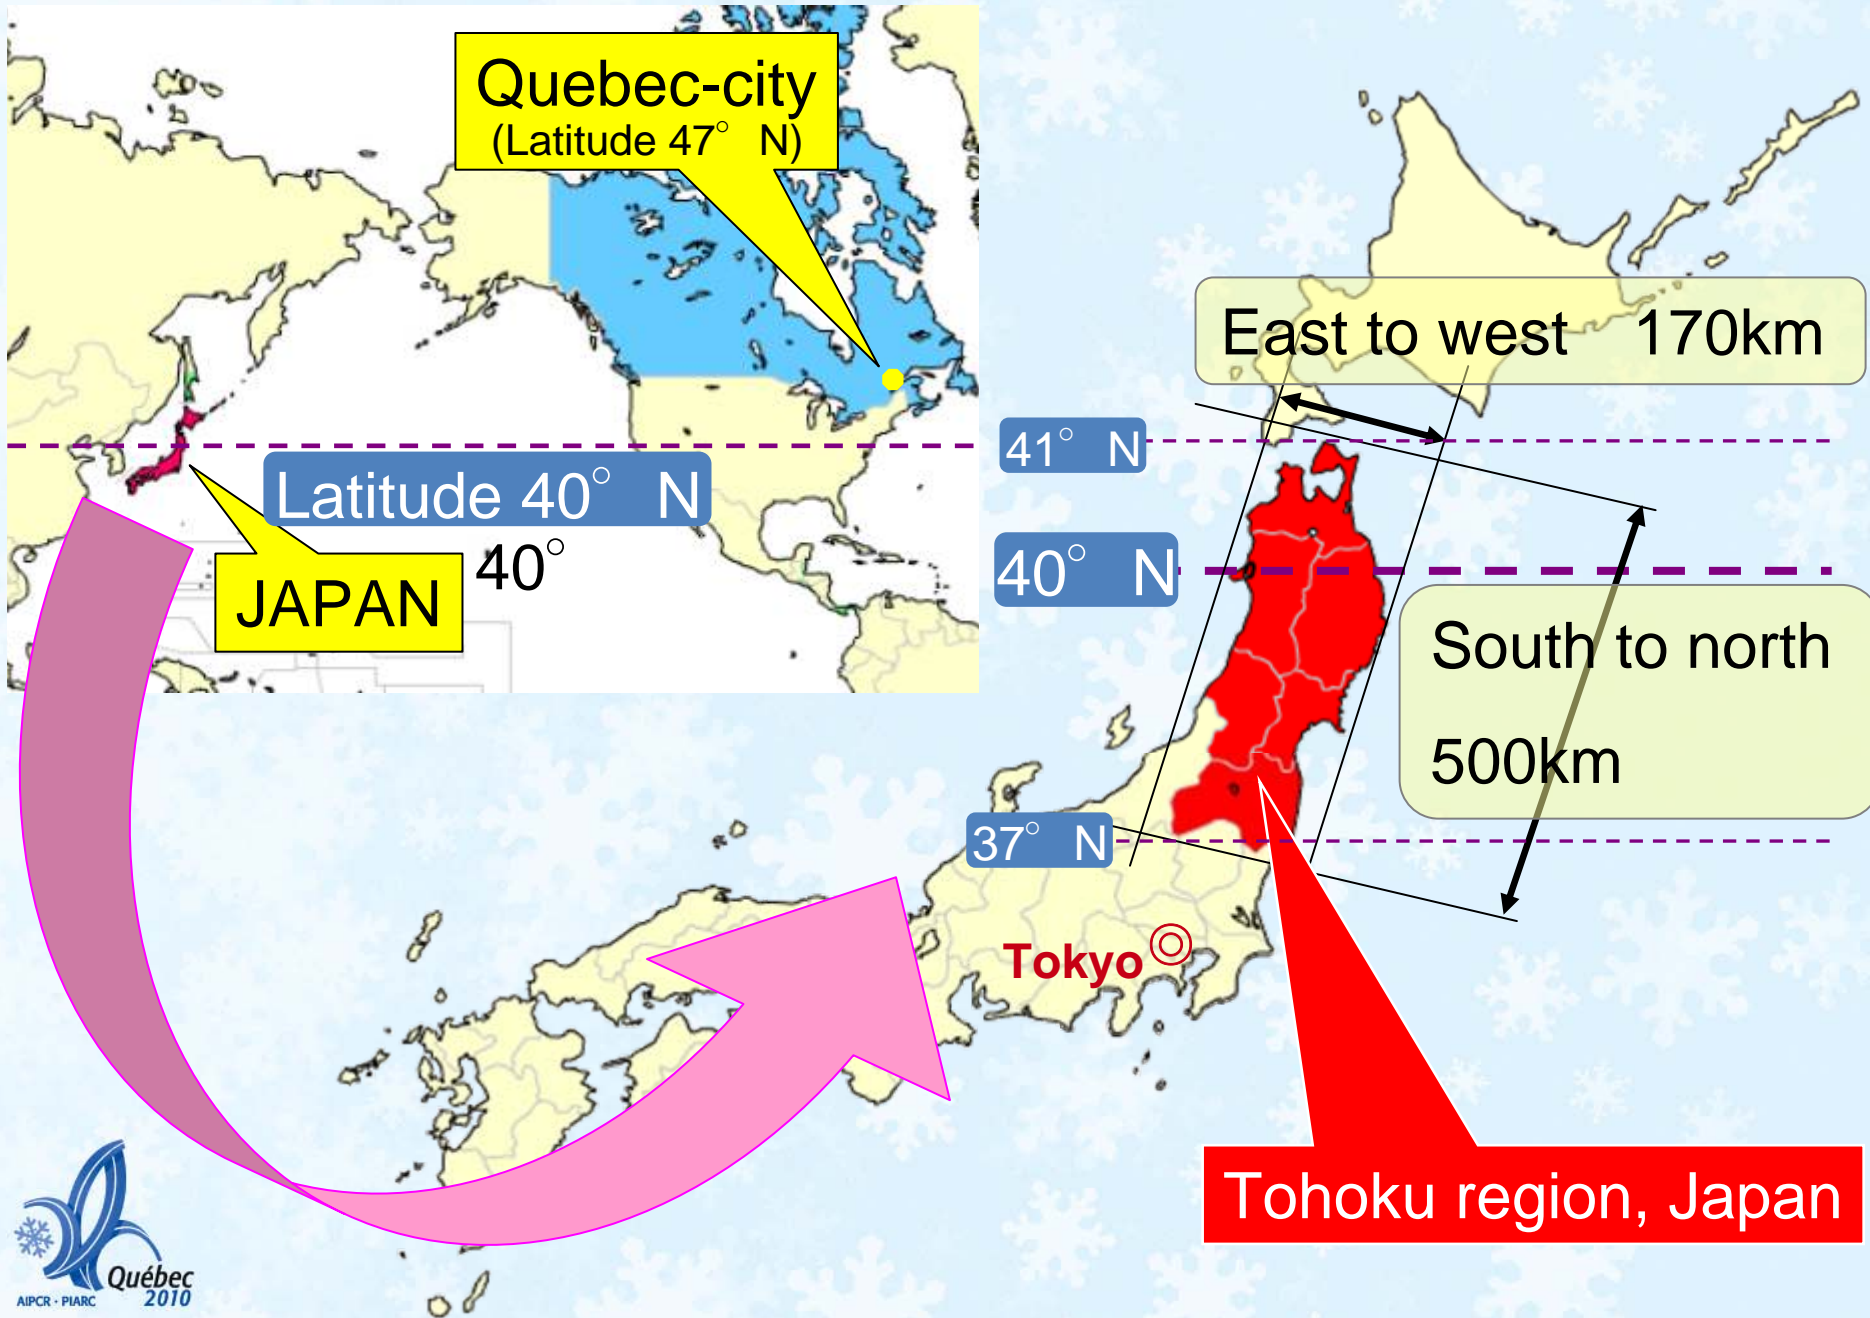 Quebec-city
(Latitude 47° N)
Latitude 40° N
40°
JAPAN
East to west 170km
41° N
40° N
South to north
500km
37° N
Tokyo
Tohoku region, Japan
Québec
2010
AIPCR - PIARC